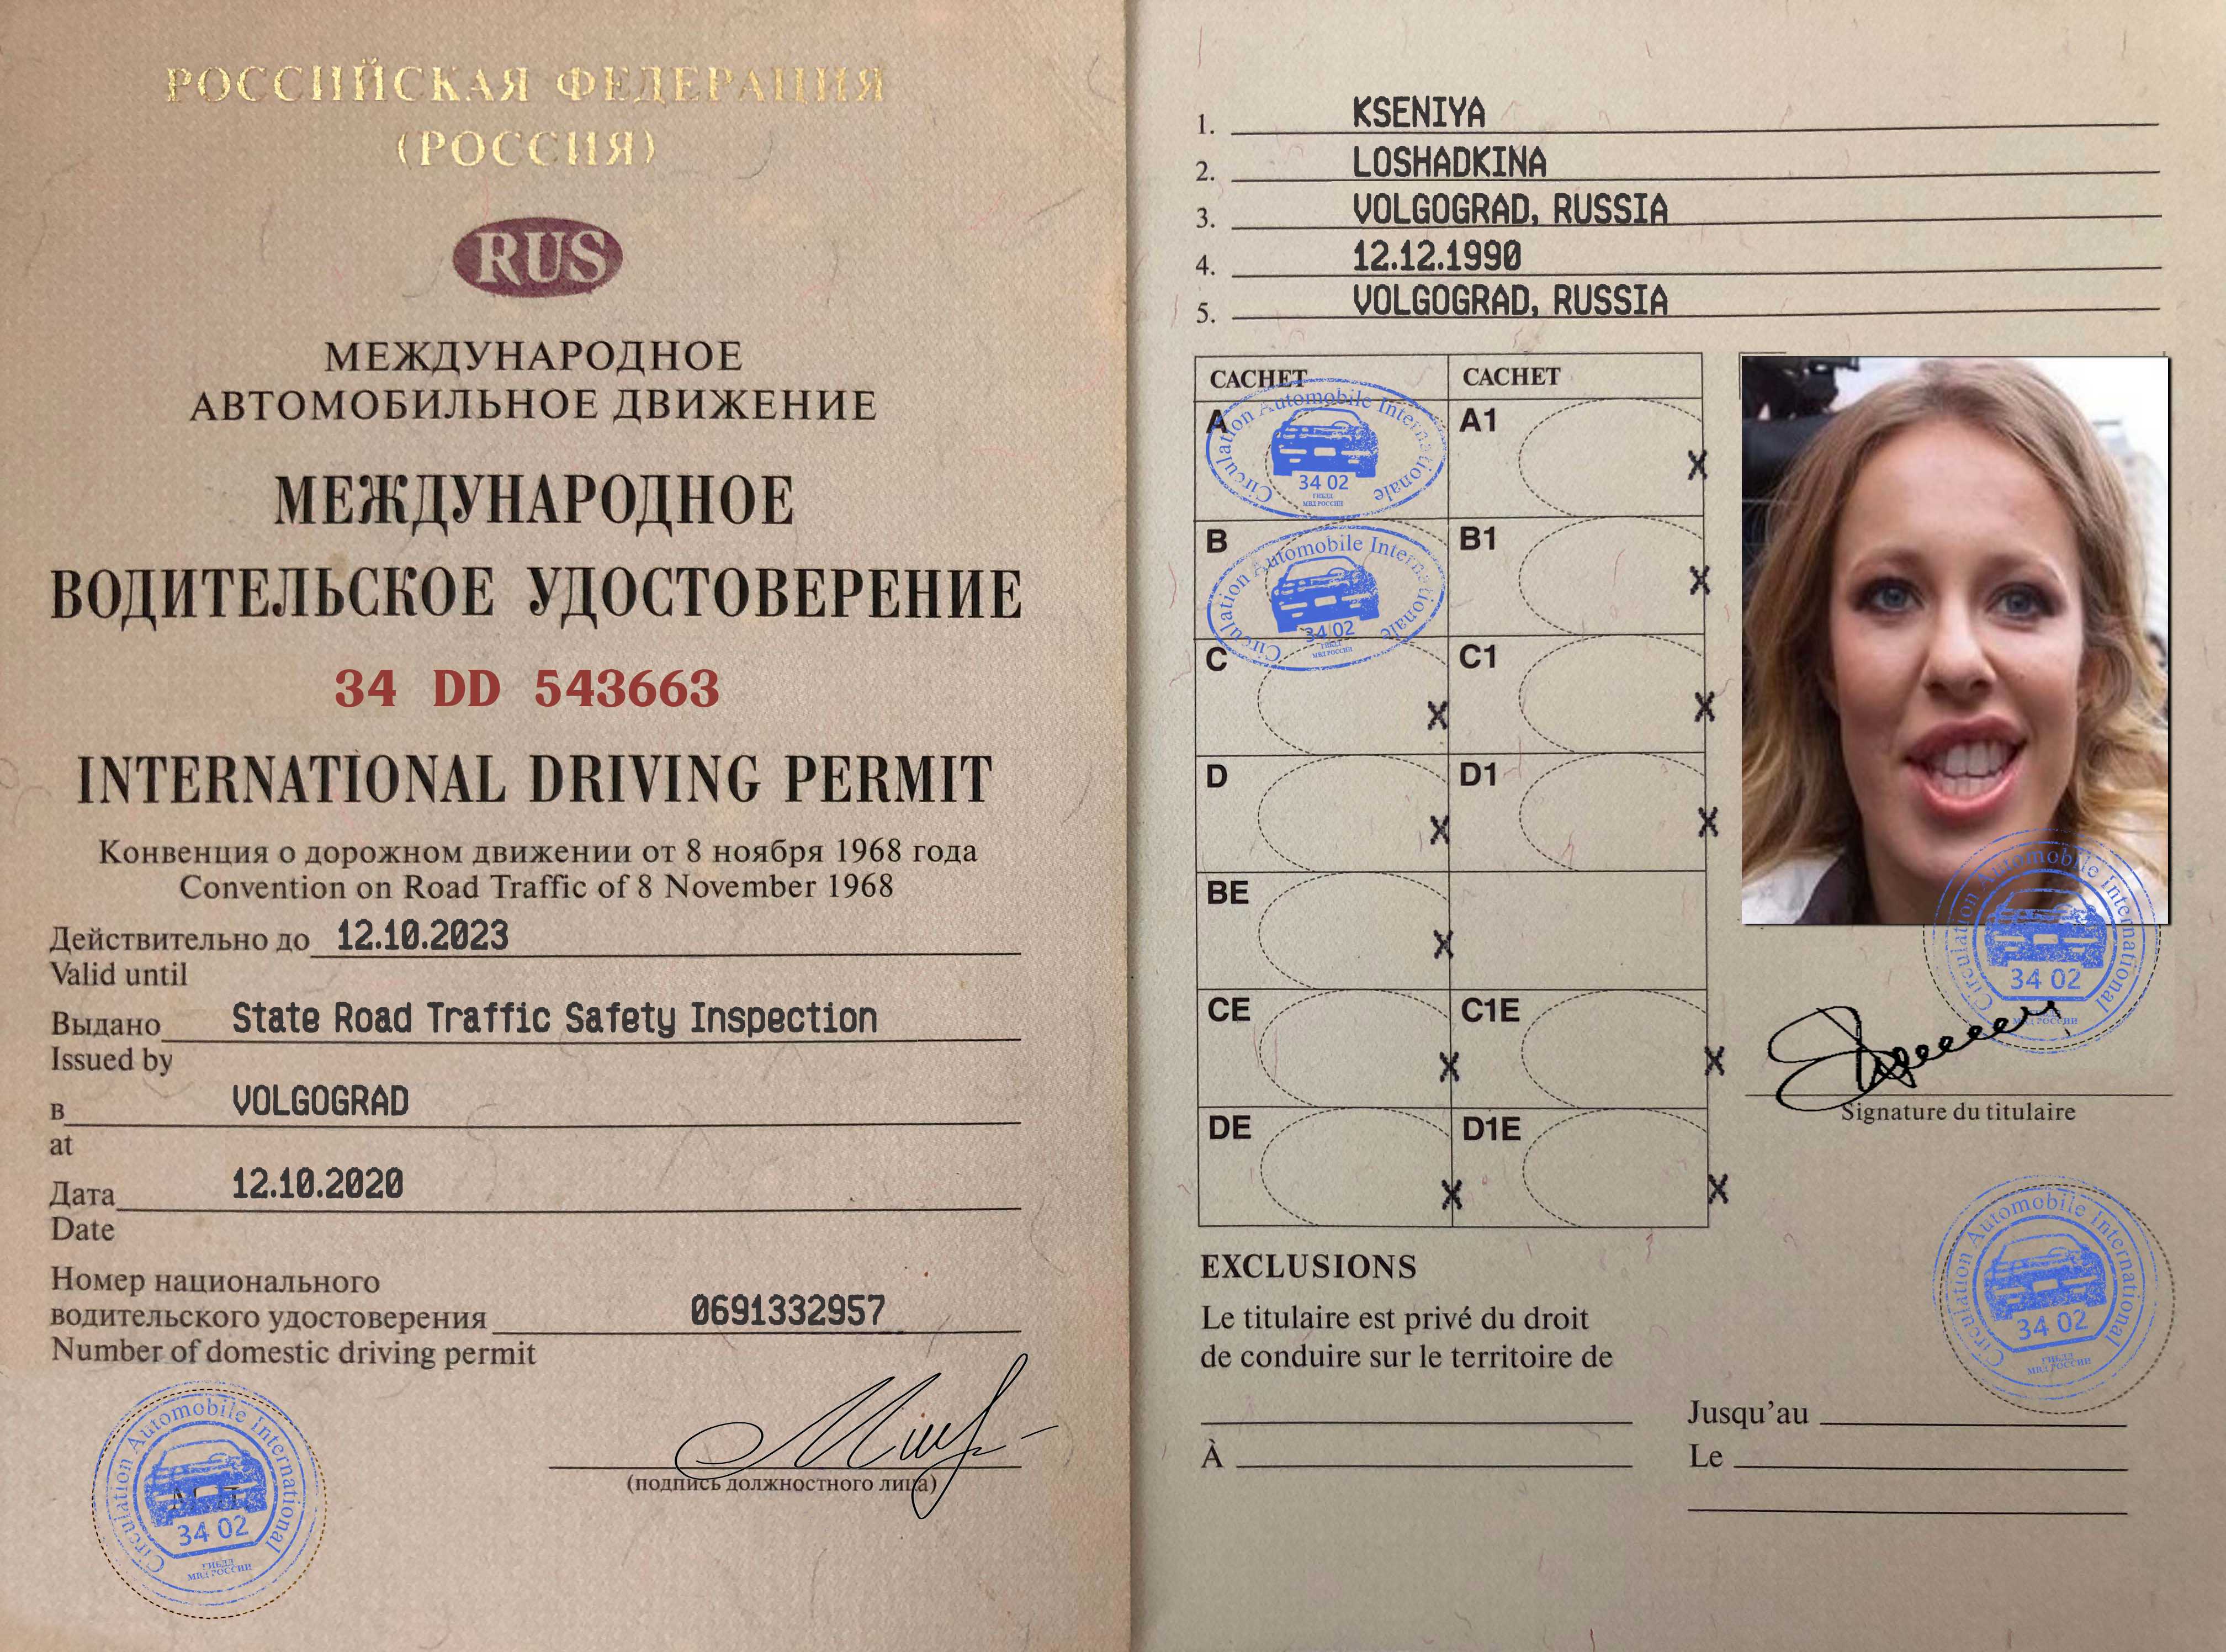 РОССИЙСКАЯ ФЕДЕРАЦИЯ
(РОССИЯ)
RUS
МЕЖДУНАРОДНОЕ
АВТОМОБИЛЬНОЕ ДВИЖЕНИЕ
МЕЖДУНАРОДНОЕ
ВОДИТЕЛЬСКОЕ УДОСТОВЕРЕНИЕ
34 DD 543663
INTERNATIONAL DRIVING PERMIT
Конвенция о дорожном движении от 8 ноября 1968 года
Convention on Road Traffic of 8 November 1968
Действительно до 12.10.2023
Valid until
Выдано State Road Traffic Safety Inspection
Issued by
в VOLGOGRAD
at
Дата 12.10.2020
Date
Номер национального
водительского удостоверения 0691332957
Number of domestic driving permit
(подпись должностного лица)
Circulation Automobile International
34 02
ГИБДД
МВД РОССИИ
1. KSENIYA
2. LOSHADKINA
3. VOLGOGRAD, RUSSIA
4. 12.12.1990
5. VOLGOGRAD, RUSSIA
CACHET CACHET
A A1 X
Circulation Automobile Internationale
34 02
ГИБДД
МВД РОССИИ
B B1 X
Circulation Automobile Internationale
34 02
ГИБДД
МВД РОССИИ
C X C1 X
D X D1 X
BE X
CE X C1E X
DE X D1E X
Circulation Automobile International
34 02
МВД РОССИИ
Signature du titulaire
Circulation Automobile International
34 02
ГИБДД
МВД РОССИИ
EXCLUSIONS
Le titulaire est privé du droit
de conduire sur le territoire de
Jusqu'au
À Le